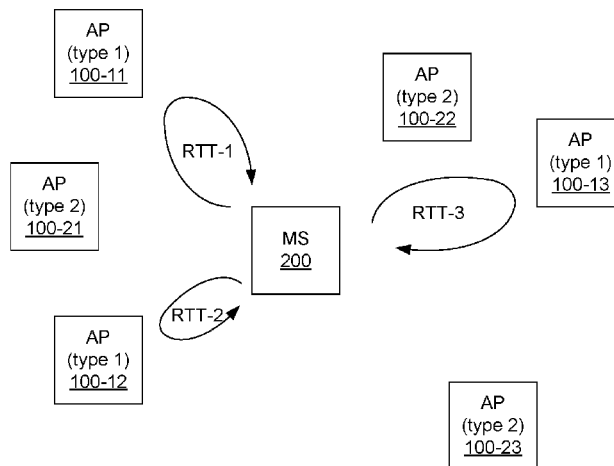 AP
(type 1)
100-11
AP
(type 2)
100-22
AP
(type 1)
100-13
RTT-1
AP
(type 2)
100-21
RTT-3
MS
200
RTT-2
AP
(type 1)
100-12
AP
(type 2)
100-23